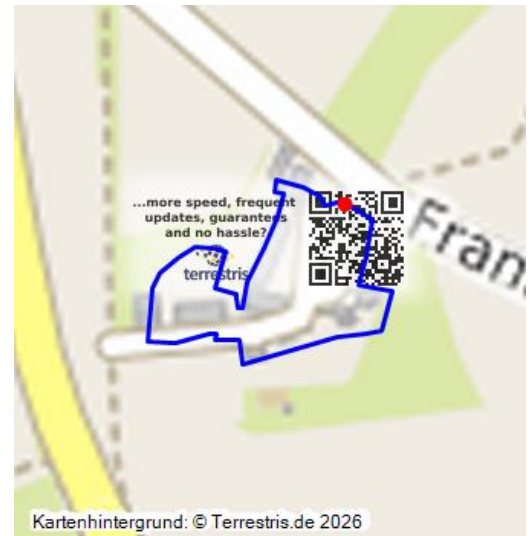 ...more speed, frequent
updates, guarantees
and no hassle?
terrestris
Fran
Kartenhintergrund: © Terrestris.de 2026